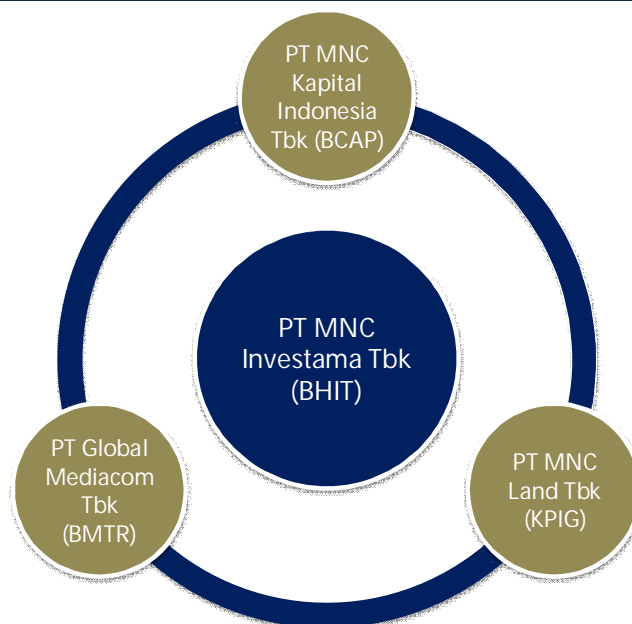 PT MNC
Kapital
Indonesia
Tbk (BCAP)
PT MNC
Investama Tbk
(BHIT)
PT Global
Mediacom
Tbk
(BMTR)
PT MNC
Land Tbk
(KPIG)